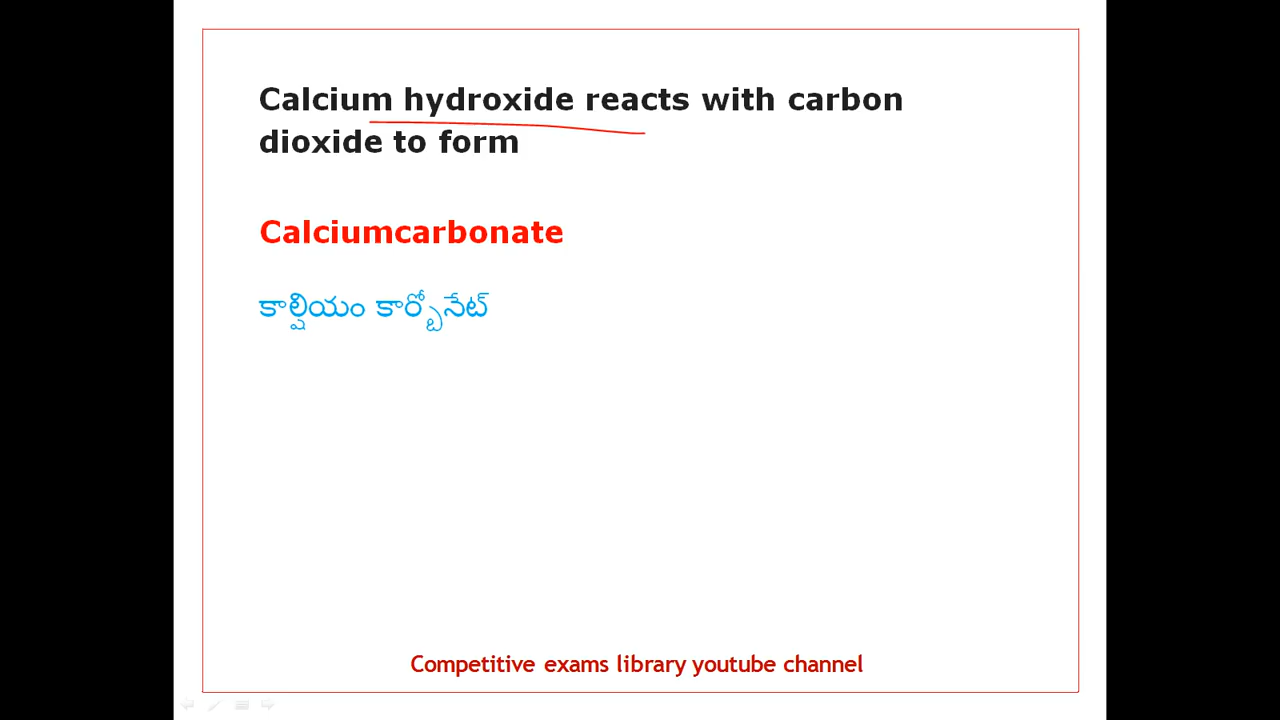 Calcium hydroxide reacts with carbon
dioxide to form
Calciumcarbonate
కాల్షియం కార్బోనేట్
Competitive exams library youtube channel